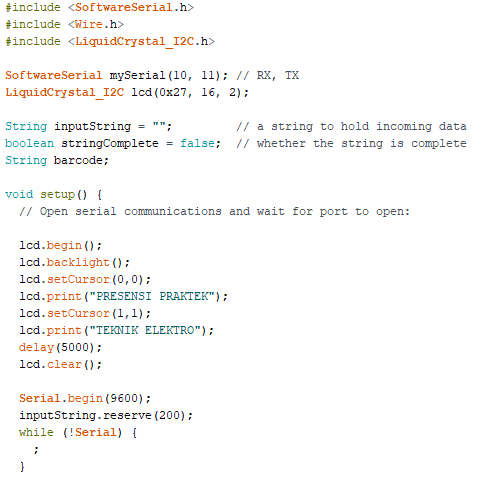 #include <SoftwareSerial.h>
#include <Wire.h>
#include <LiquidCrystal_I2C.h>
SoftwareSerial mySerial(10, 11); // RX, TX
LiquidCrystal_I2C lcd(0x27, 16, 2);
String inputString = "";         // a string to hold incoming data
boolean stringComplete = false;  // whether the string is complete
String barcode;
void setup() {
  // Open serial communications and wait for port to open:
  lcd.begin();
  lcd.backlight();
  lcd.setCursor(0,0);
  lcd.print("PRESENSI PRAKTEK");
  lcd.setCursor(1,1);
  lcd.print("TEKNIK ELEKTRO");
  delay(5000);
  lcd.clear();
  Serial.begin(9600);
  inputString.reserve(200);
  while (!Serial) {
    ;
  }